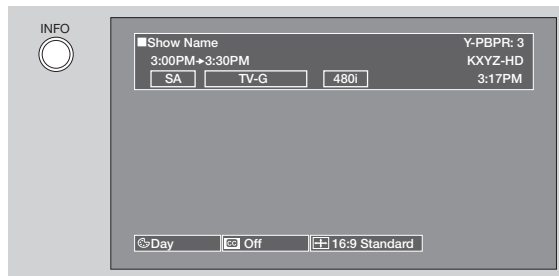 INFO
■Show Name Y-PBPR: 3
3:00PM→3:30PM KXYZ-HD
SA TV-G 480i 3:17PM
Day CC Off 16:9 Standard